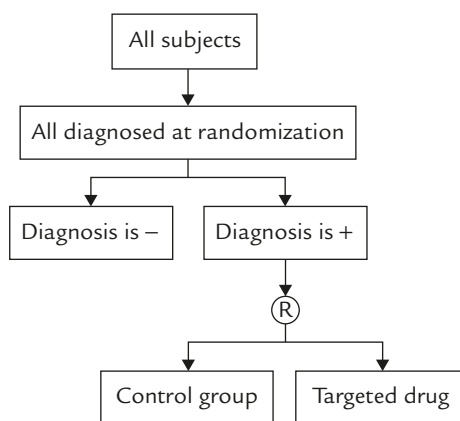 All subjects
All diagnosed at randomization
Diagnosis is –
Diagnosis is +
R
Control group
Targeted drug